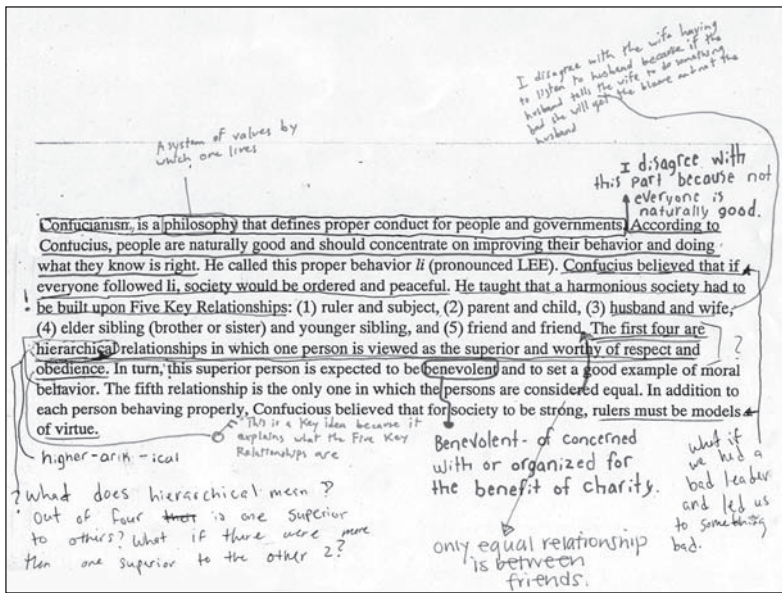 I disagree with the wife having
to listen to husband because if the
husband tells the wife to do something
bad she will get the blame and not the
husband
A system of values by
which one lives
I disagree with
this part because not
everyone is
naturally good.
Confucianism is a philosophy that defines proper conduct for people and governments. According to
Confucius, people are naturally good and should concentrate on improving their behavior and doing
what they know is right. He called this proper behavior li (pronounced LEE). Confucius believed that if
everyone followed li, society would be ordered and peaceful. He taught that a harmonious society had to
! be built upon Five Key Relationships: (1) ruler and subject, (2) parent and child, (3) husband and wife,
(4) elder sibling (brother or sister) and younger sibling, and (5) friend and friend. The first four are
hierarchical relationships in which one person is viewed as the superior and worthy of respect and ?
obedience. In turn, this superior person is expected to be benevolent and to set a good example of moral
behavior. The fifth relationship is the only one in which the persons are considered equal. In addition to
each person behaving properly, Confucious believed that for society to be strong, rulers must be models
of virtue.
This is a key idea because it
explains what the Five Key
Relationships are
higher-arik-ical
Benevolent- of concerned
with or organized for
the benefit of charity.
what if
we had a
bad leader
and led us
to something
bad.
? What does hierarchical mean?
Out of four is one superior
to others? What if there were more
then one superior to the other 2?
only equal relationship
is between
friends.